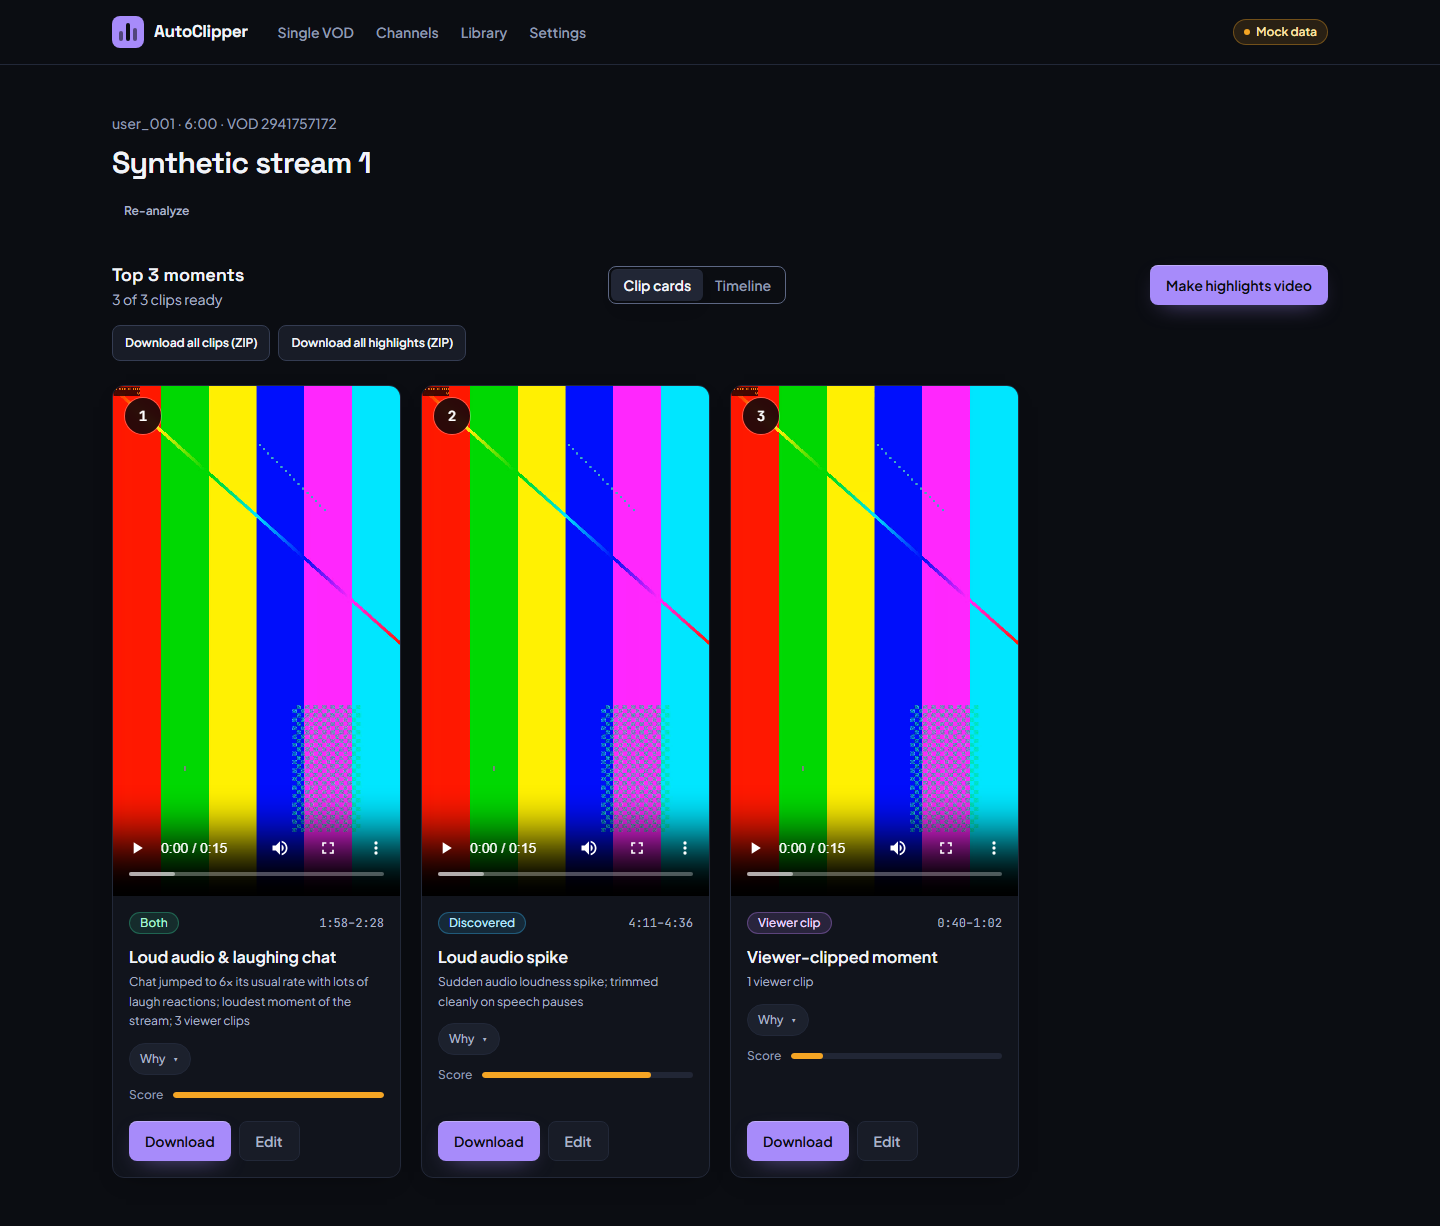 AutoClipper
Single VOD
Channels
Library
Settings
Mock data
user_001 · 6:00 · VOD 2941757172
Synthetic stream 1
Re-analyze
Top 3 moments
3 of 3 clips ready
Clip cards
Timeline
Make highlights video
Download all clips (ZIP)
Download all highlights (ZIP)
1
0:00 / 0:15
Both
1:58–2:28
Loud audio & laughing chat
Chat jumped to 6× its usual rate with lots of
laugh reactions; loudest moment of the
stream; 3 viewer clips
Why
Score
Download
Edit
2
0:00 / 0:15
Discovered
4:11–4:36
Loud audio spike
Sudden audio loudness spike; trimmed
cleanly on speech pauses
Why
Score
Download
Edit
3
0:00 / 0:15
Viewer clip
0:40–1:02
Viewer-clipped moment
1 viewer clip
Why
Score
Download
Edit